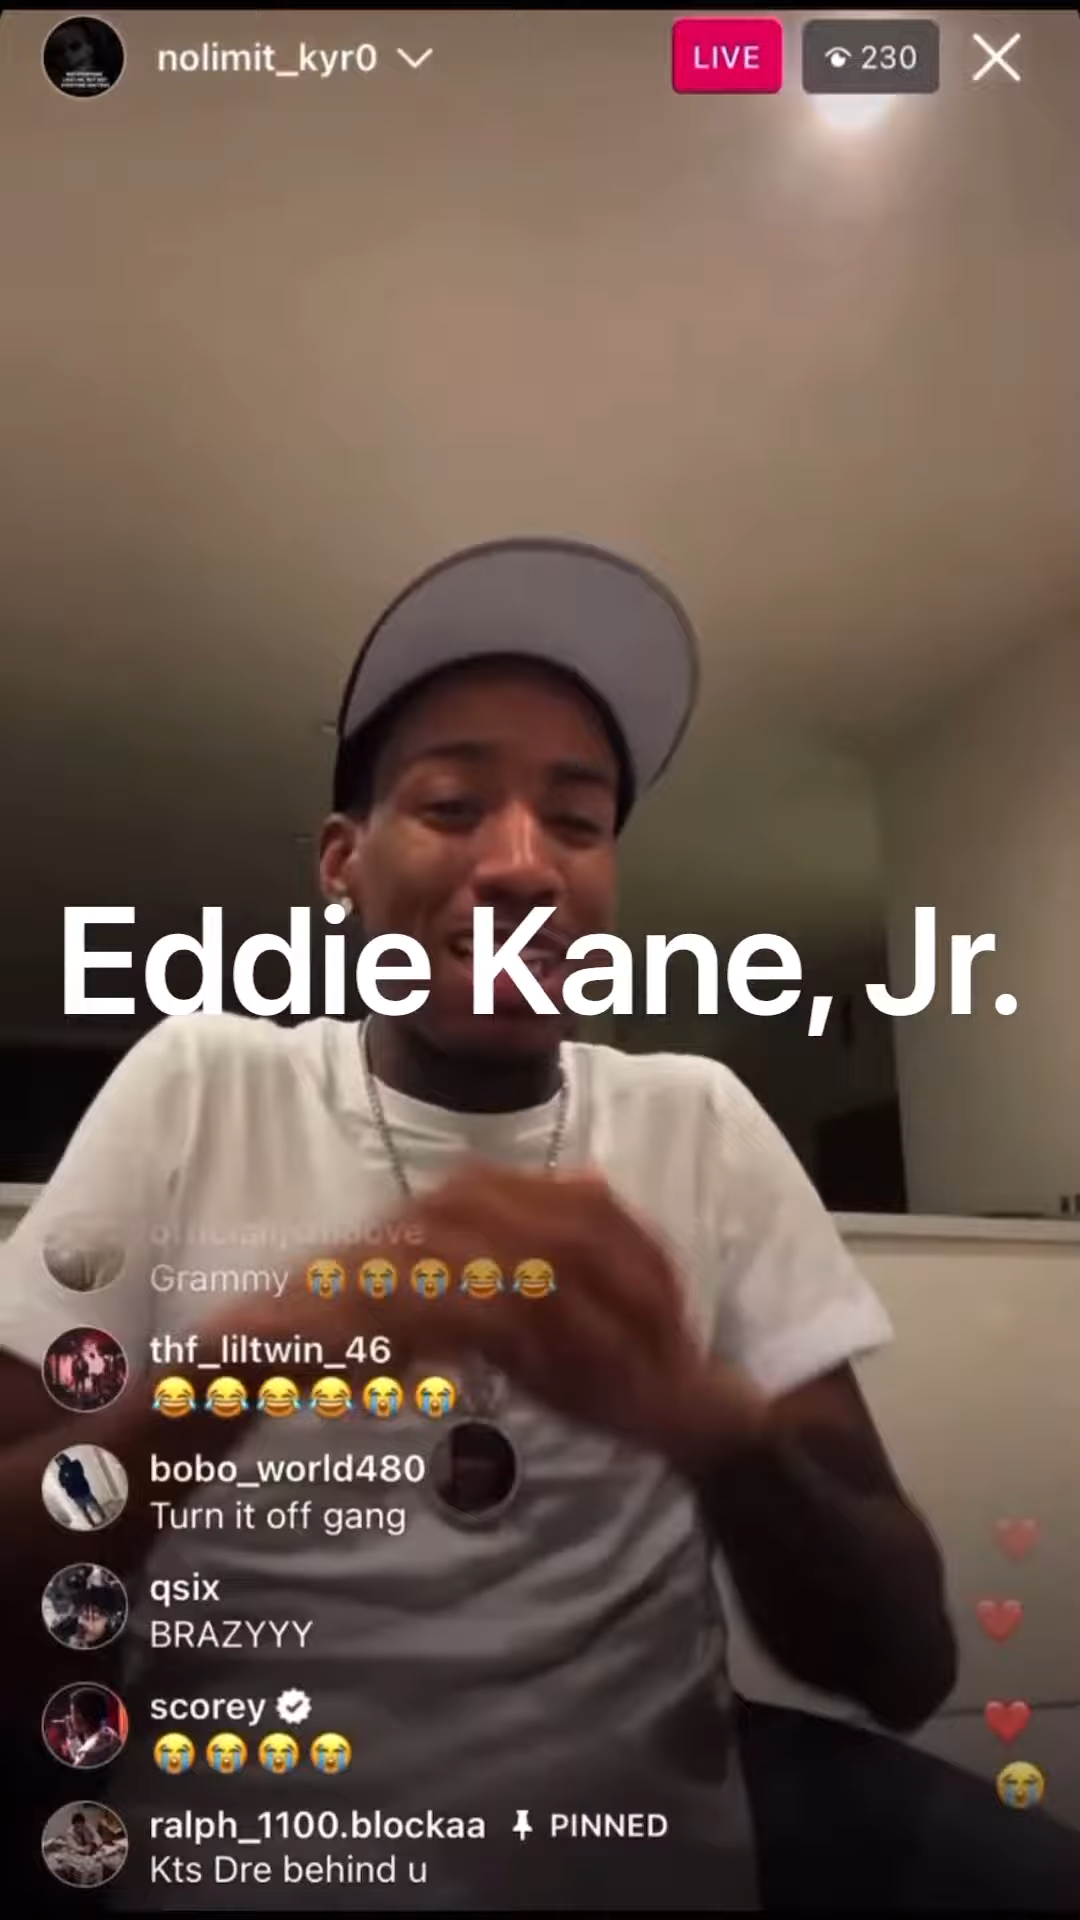 nolimit_kyr0
LIVE
230
Eddie Kane, Jr.
Grammy 😭😭😭😂😂
thf_liltwin_46
😂😂😂😂😭😭
bobo_world480
Turn it off gang
qsix
BRAZYYY
scorey
😭😭😭😭
ralph_1100.blockaa PINNED
Kts Dre behind u